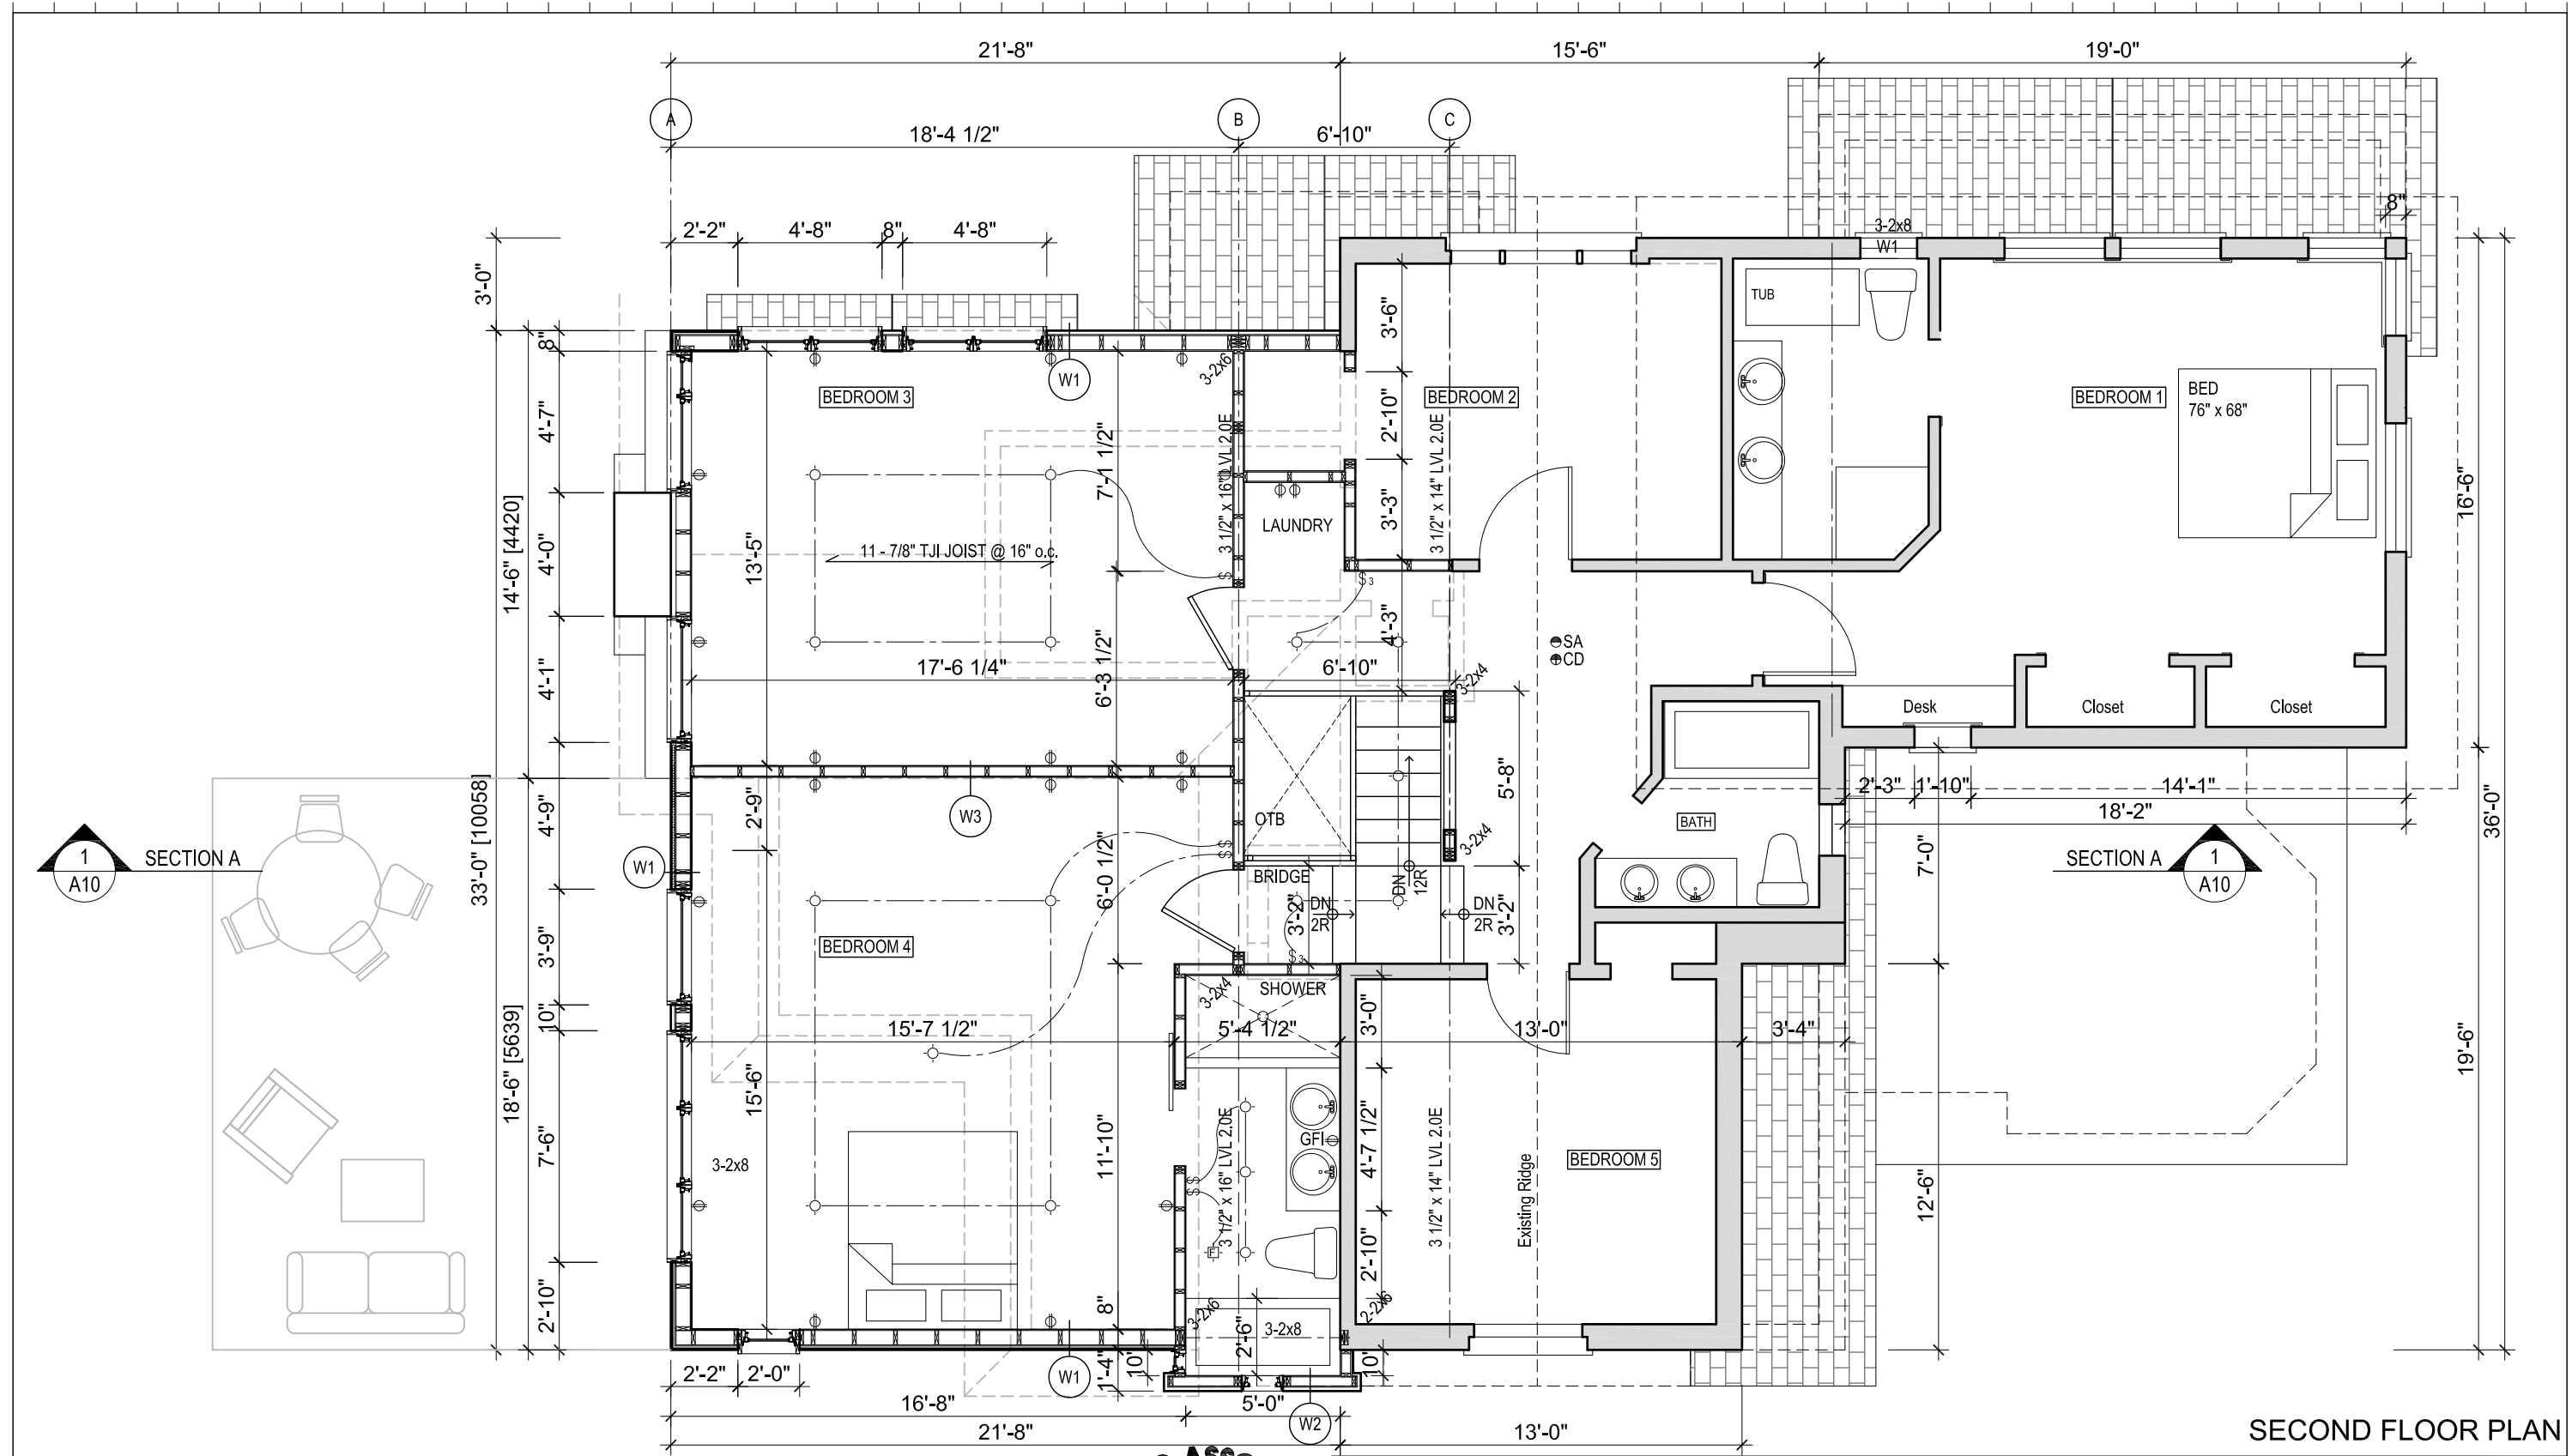 21'-8"
15'-6"
19'-0"
A
B
C
18'-4 1/2"
6'-10"
2'-2"
4'-8"
8"
4'-8"
3-2x8
W1
8"
3'-0"
TUB
3'-6"
8"
3-2x6
W1
BEDROOM 3
BEDROOM 2
BEDROOM 1
BED
76" x 68"
4'-7"
7'-1 1/2"
3 1/2" x 16" LVL 2.0E
2'-10"
3 1/2" x 14" LVL 2.0E
16'-6"
14'-6" [4420]
4'-0"
13'-5"
11 - 7/8" TJI JOIST @ 16" o.c.
LAUNDRY
3'-3"
S
S 3
4'-3"
SA
CD
17'-6 1/4"
6'-10"
4'-1"
6'-3 1/2"
3-2x4
Desk
Closet
Closet
33'-0" [10058]
5'-8"
2'-3"
1'-10"
14'-1"
18'-2"
36'-0"
4'-9"
2'-9"
W3
OTB
BATH
3-2x4
1
A10
SECTION A
W1
S
S
6'-0 1/2"
BRIDGE
DN
12R
SECTION A
1
A10
7'-0"
DN
2R
DN
2R
3'-2"
3'-2"
3'-9"
BEDROOM 4
S 3
SHOWER
3-2x4
10"
15'-7 1/2"
5'-4 1/2"
3'-0"
13'-0"
3'-4"
19'-6"
18'-6" [5639]
15'-6"
7'-6"
3-2x8
11'-10"
S
S
3 1/2" x 16" LVL 2.0E
GFI
4'-7 1/2"
3 1/2" x 14" LVL 2.0E
Existing Ridge
BEDROOM 5
12'-6"
2'-10"
2'-10"
8"
3-2x6
2'-6"
3-2x8
2-2x6
2'-2"
2'-0"
W1
1'-4"
10"
10"
16'-8"
5'-0"
W2
21'-8"
13'-0"
SECOND FLOOR PLAN